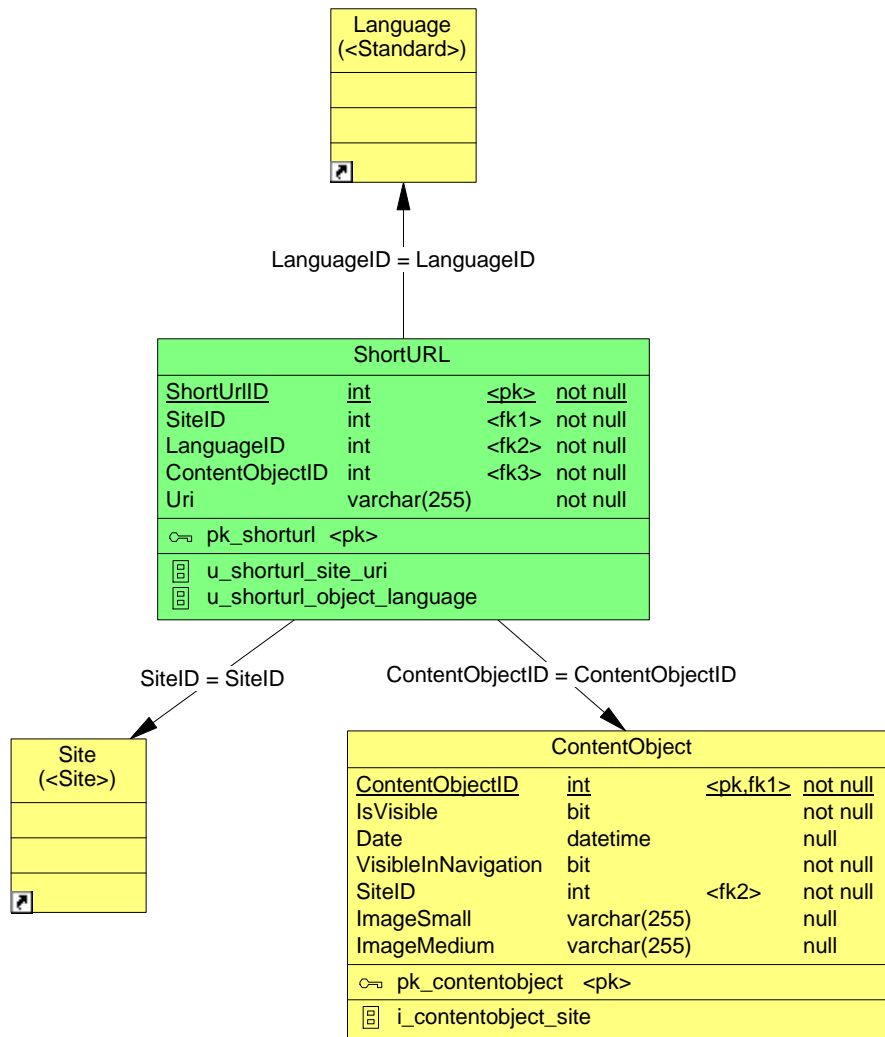 Language
(<Standard>)
LanguageID = LanguageID
ShortURL
ShortUrlID int <pk> not null
SiteID int <fk1> not null
LanguageID int <fk2> not null
ContentObjectID int <fk3> not null
Uri varchar(255) not null
pk_shorturl <pk>
u_shorturl_site_uri
u_shorturl_object_language
SiteID = SiteID
ContentObjectID = ContentObjectID
Site
(<Site>)
ContentObject
ContentObjectID int <pk,fk1> not null
IsVisible bit not null
Date datetime null
VisibleInNavigation bit not null
SiteID int <fk2> not null
ImageSmall varchar(255) null
ImageMedium varchar(255) null
pk_contentobject <pk>
i_contentobject_site